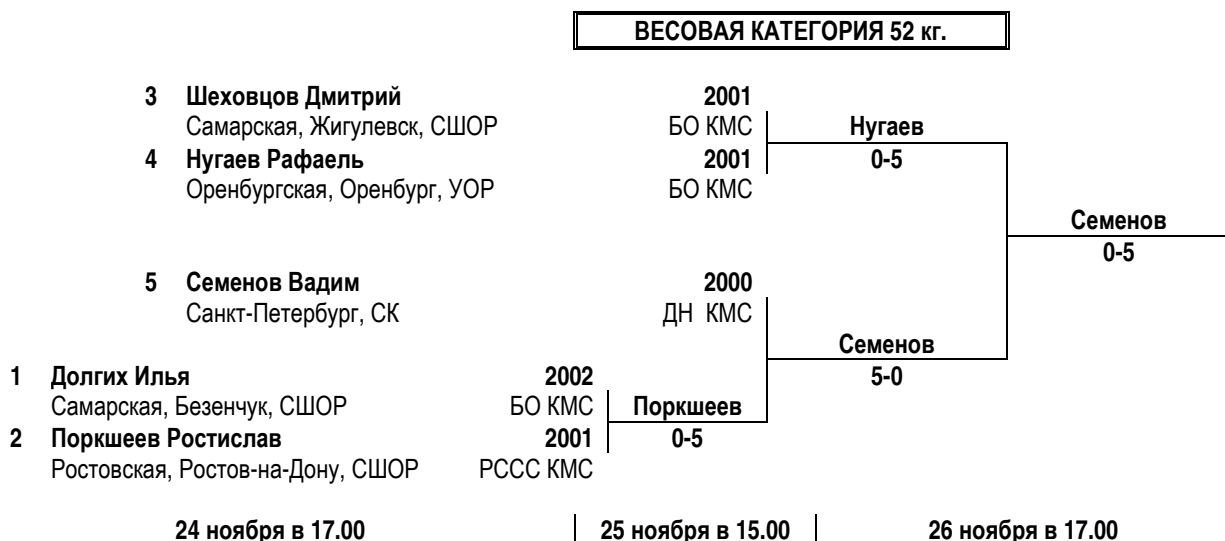 ВЕСОВАЯ КАТЕГОРИЯ 52 кг.
3 Шеховцов Дмитрий 2001
Самарская, Жигулевск, СШОР БО КМС
Нугаев
4 Нугаев Рафаель 2001
0-5
Оренбургская, Оренбург, УОР БО КМС
Семенов
0-5
5 Семенов Вадим 2000
Санкт-Петербург, СК ДН КМС
Семенов
5-0
1 Долгих Илья 2002
Самарская, Безенчук, СШОР БО КМС
Поркшеев
2 Поркшеев Ростислав 2001
0-5
Ростовская, Ростов-на-Дону, СШОР РССС КМС
24 ноября в 17.00 25 ноября в 15.00 26 ноября в 17.00